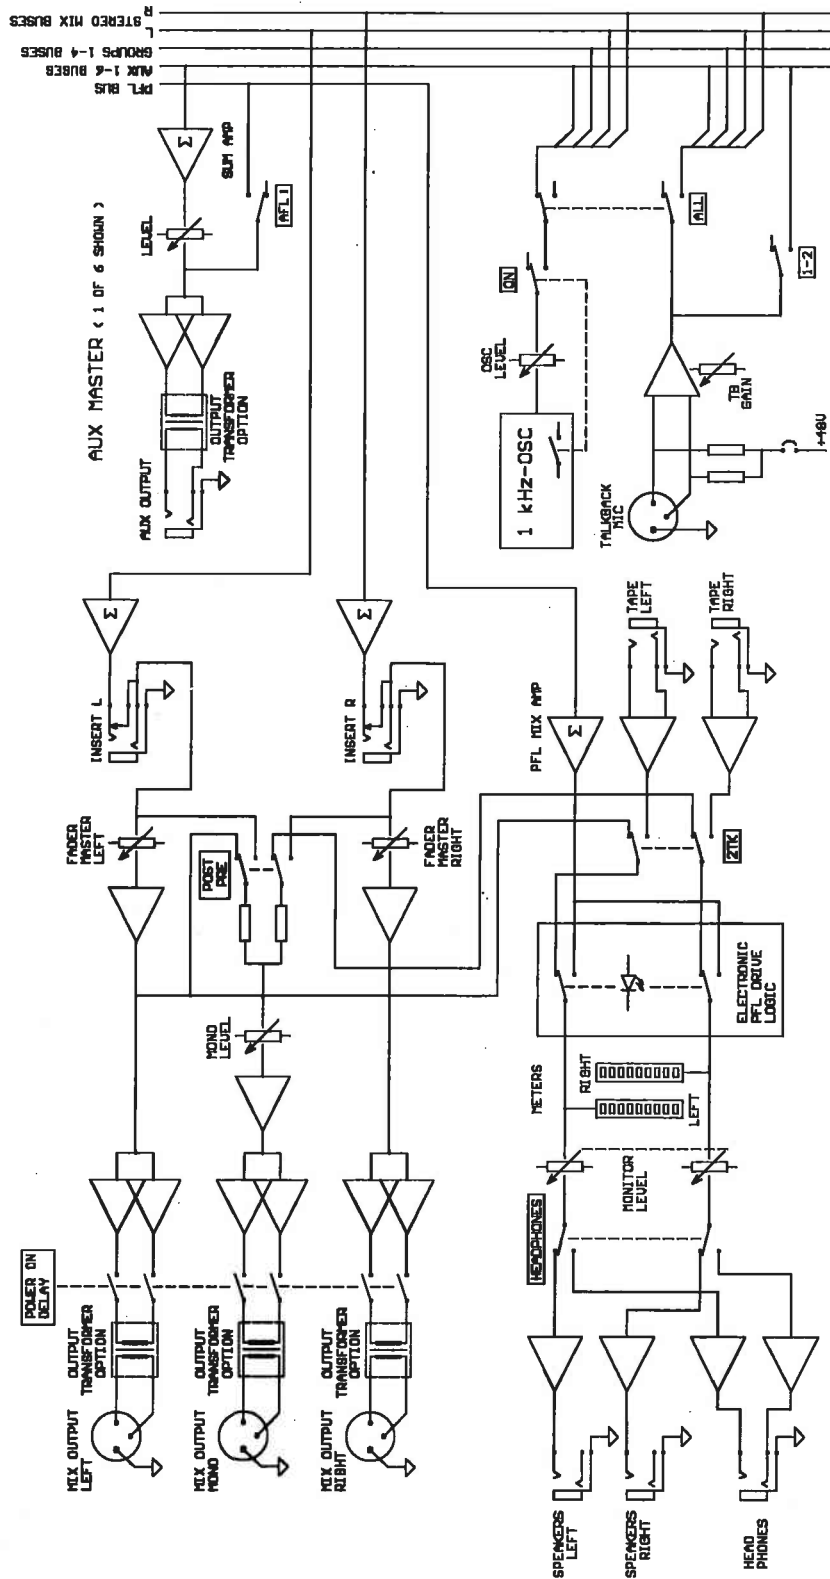 POWER ON
DELAY
MIX OUTPUT
LEFT
OUTPUT
TRANSFORMER
OPTION
MIX OUTPUT
MONO
OUTPUT
TRANSFORMER
OPTION
MIX OUTPUT
RIGHT
OUTPUT
TRANSFORMER
OPTION
MONO
LEVEL
FADER
MASTER
LEFT
POST
PRE
FADER
MASTER
RIGHT
INSERT L
Σ
INSERT R
Σ
AUX MASTER < 1 OF 6 SHOWN >
AUX OUTPUT
OUTPUT
TRANSFORMER
OPTION
LEVEL
AFL 1
Σ
SUM AMP
PFL BUS
AUX 1-6 BUSES
GROUPS 1-4 BUSES
L
STEREO MIX BUSES
R
SPEAKERS
LEFT
SPEAKERS
RIGHT
HEAD
PHONES
HEADPHONES
MONITOR
LEVEL
METERS
RIGHT
LEFT
ELECTRONIC
PFL DRIVE
LOGIC
2TK
PFL MIX AMP
Σ
TAPE
LEFT
TAPE
RIGHT
1 kHz-OSC
OSC
LEVEL
ON
ALL
TALKBACK
MIC
TB
GAIN
+48V
1-2